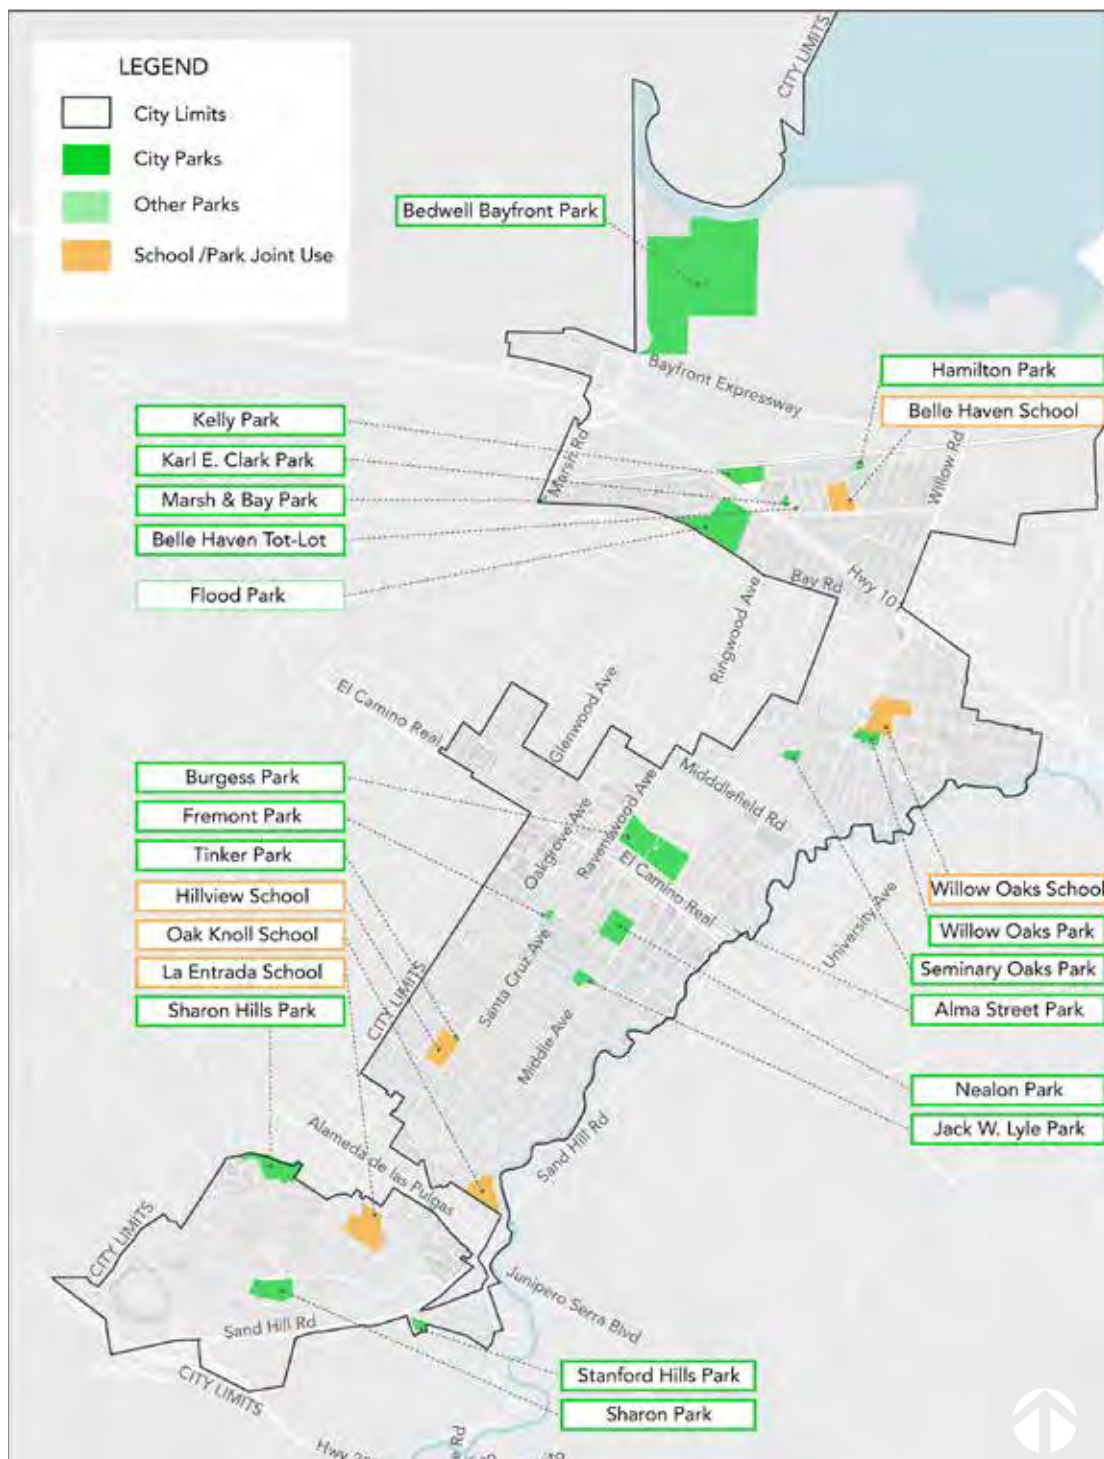 LEGEND
City Limits
City Parks
Other Parks
School /Park Joint Use
CITY LIMITS
Bedwell Bayfront Park
Bayfront Expressway
Hamilton Park
Belle Haven School
Kelly Park
Karl E. Clark Park
Marsh & Bay Park
Belle Haven Tot-Lot
Flood Park
Marsh Rd
Willow Rd
Bay Rd
Hwy 101
Ringwood Ave
El Camino Real
Glenwood Ave
Midddlefield Rd
Burgess Park
Fremont Park
Tinker Park
Hillview School
Oak Knoll School
La Entrada School
Sharon Hills Park
Oakgrove Ave
Ravenswood Ave
El Camino Real
University Ave
Willow Oaks School
Willow Oaks Park
Seminary Oaks Park
Alma Street Park
Nealon Park
Jack W. Lyle Park
CITY LIMITS
Santa Cruz Ave
Middle Ave
Sand Hill Rd
Alameda de las Pulgas
CITY LIMITS
Junipero Serra Blvd
Sand Hill Rd
CITY LIMITS
Stanford Hills Park
Sharon Park
Hwy
Rd